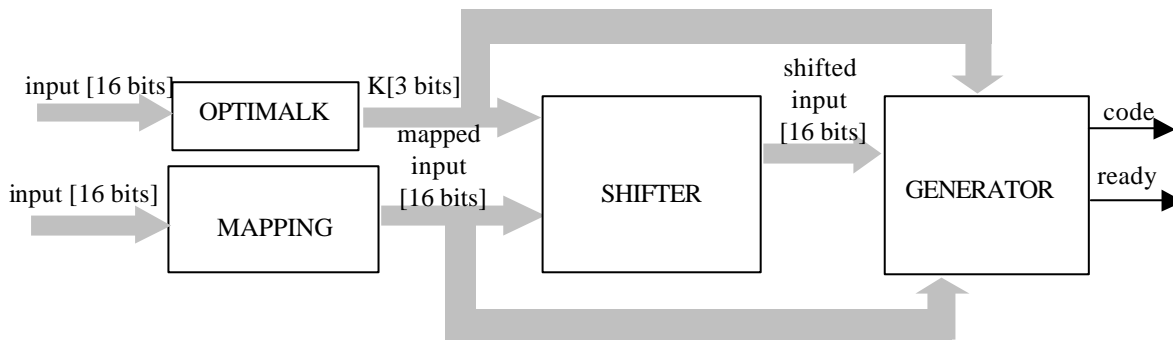 input [16 bits]
OPTIMALK
K[3 bits]
mapped
input
[16 bits]
input [16 bits]
MAPPING
SHIFTER
shifted
input
[16 bits]
GENERATOR
code
ready